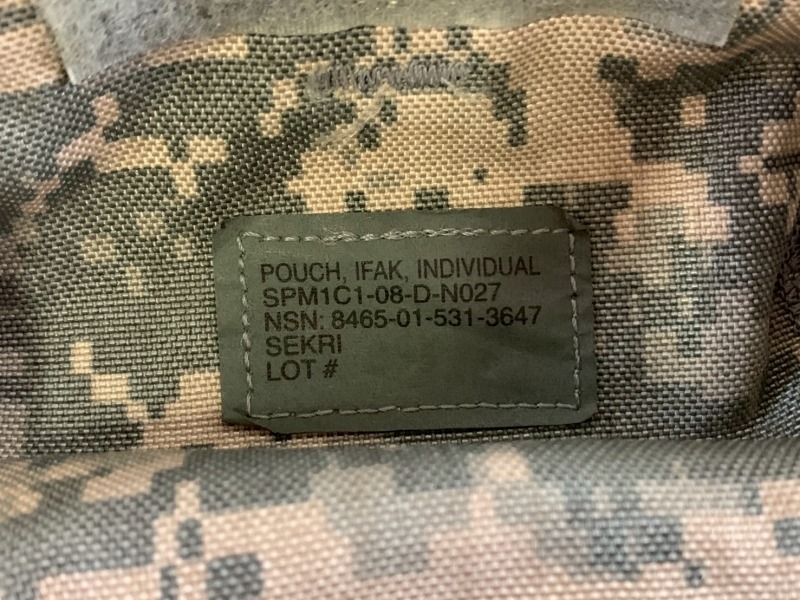 POUCH, IFAK, INDIVIDUAL
SPM1C1-08-D-N027
NSN: 8465-01-531-3647
SEKRI
LOT #